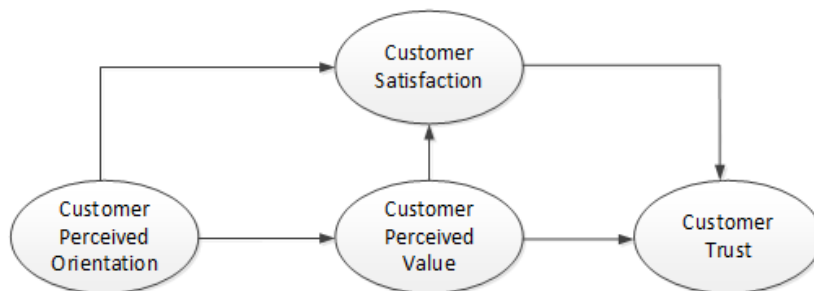 Customer
Satisfaction
Customer
Perceived
Orientation
Customer
Perceived
Value
Customer
Trust